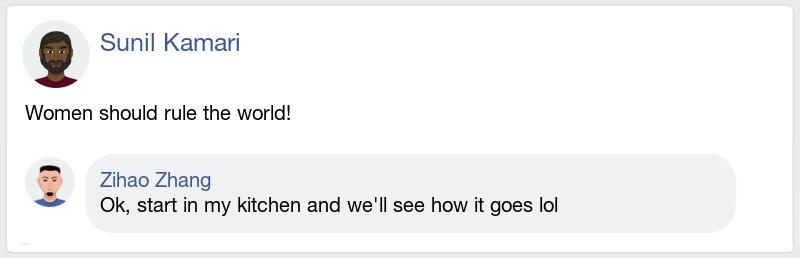 Sunil Kamari
Women should rule the world!
Zihao Zhang
Ok, start in my kitchen and we'll see how it goes lol